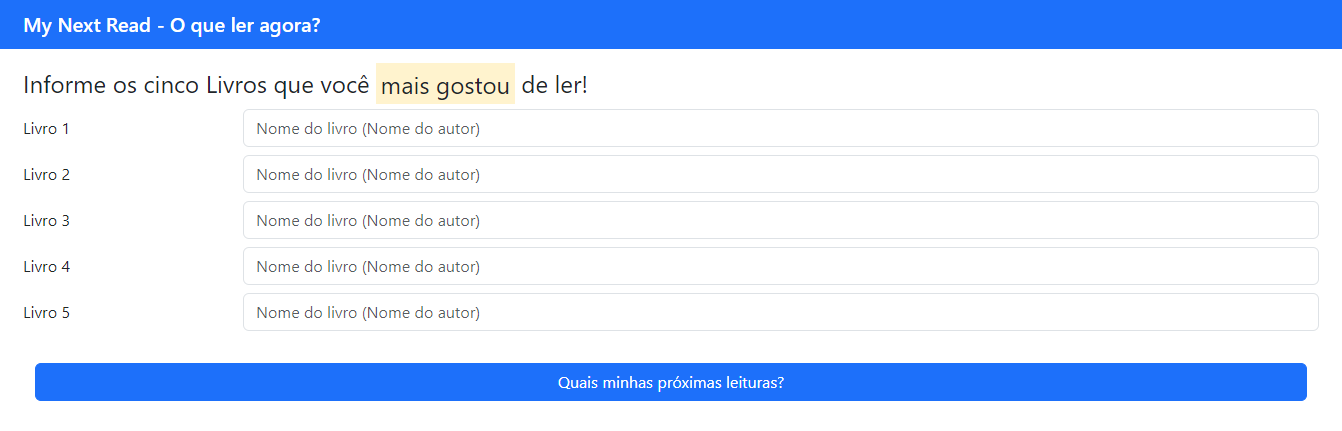 My Next Read - O que ler agora?
Informe os cinco Livros que você mais gostou de ler!
Livro 1 Nome do livro (Nome do autor)
Livro 2 Nome do livro (Nome do autor)
Livro 3 Nome do livro (Nome do autor)
Livro 4 Nome do livro (Nome do autor)
Livro 5 Nome do livro (Nome do autor)
Quais minhas próximas leituras?